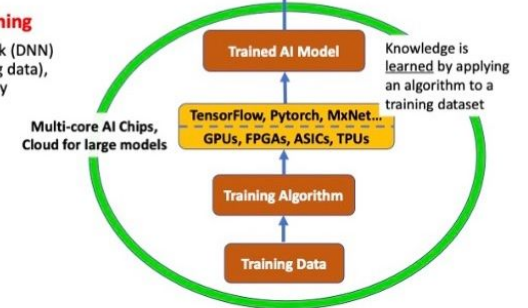 ning
k (DNN)
g data),
y
Trained AI Model
Knowledge is
learned by applying
an algorithm to a
training dataset
Multi-core AI Chips,
Cloud for large models
TensorFlow, Pytorch, MxNet...
GPUs, FPGAs, ASICs, TPUs
Training Algorithm
Training Data